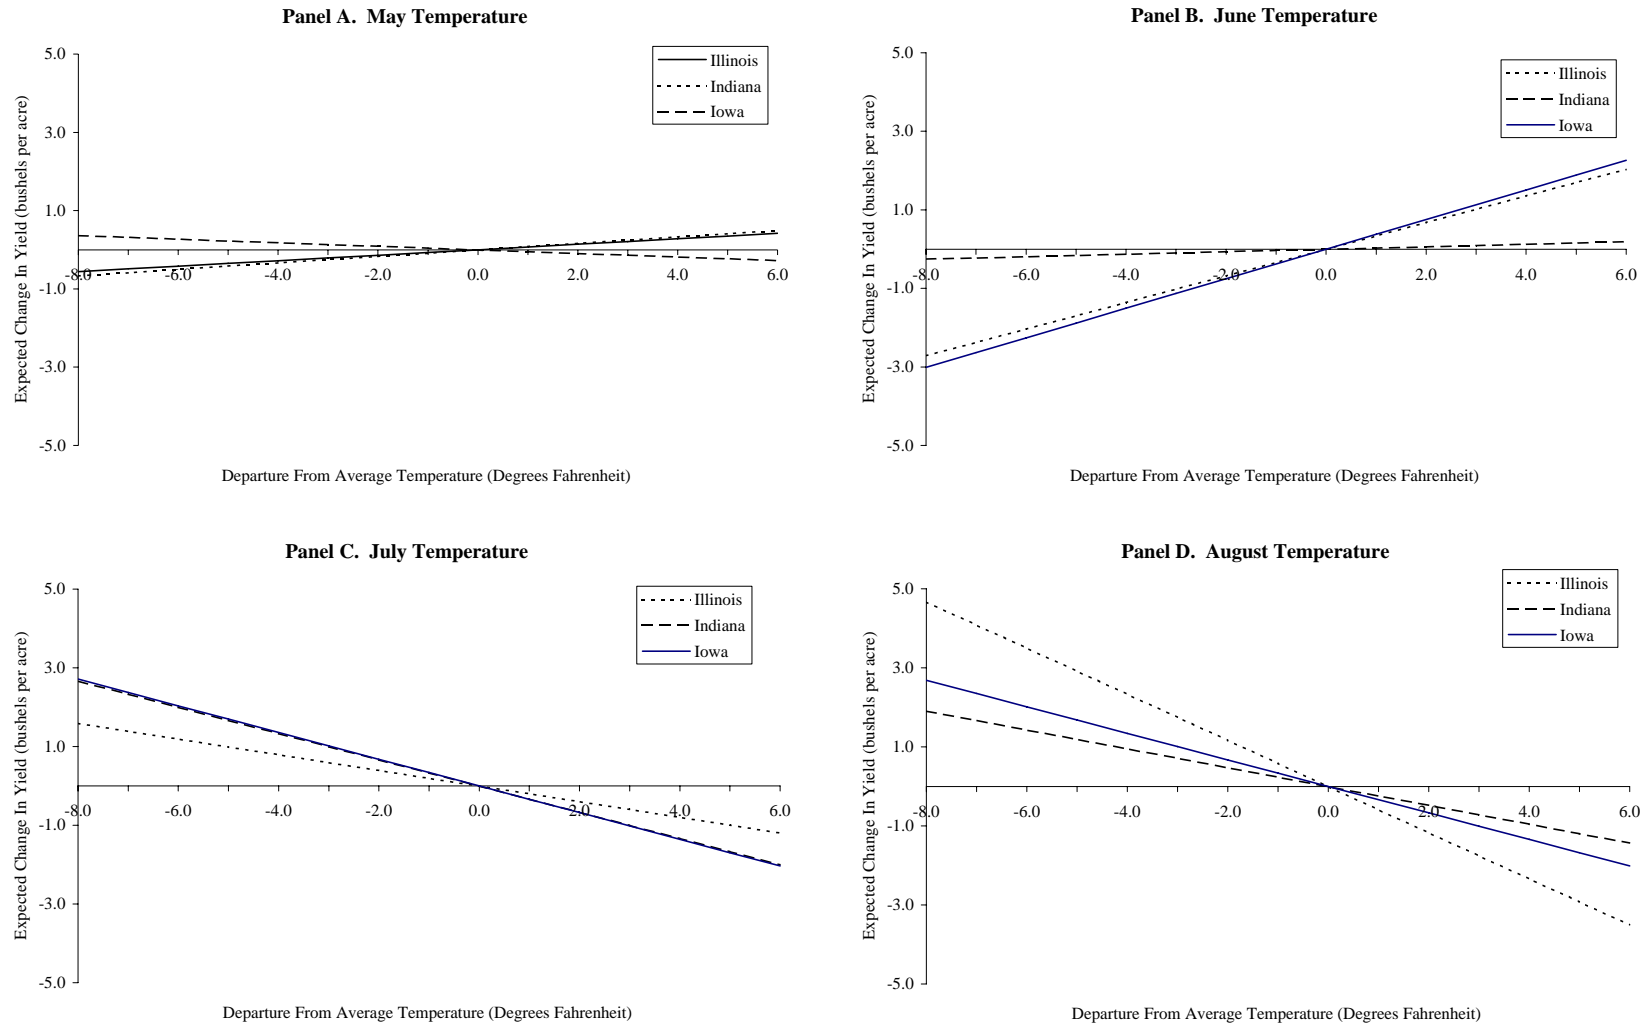 Panel A.  May Temperature
5.0
3.0
1.0
-1.0
-3.0
-5.0
-8.0
-6.0
-4.0
-2.0
0.0
2.0
4.0
6.0
Expected Change In Yield (bushels per acre)
Departure From Average Temperature (Degrees Fahrenheit)
Illinois
Indiana
Iowa
Panel B.  June Temperature
5.0
3.0
1.0
-1.0
-3.0
-5.0
-8.0
-6.0
-4.0
-2.0
0.0
2.0
4.0
6.0
Expected Change In Yield (bushels per acre)
Departure From Average Temperature (Degrees Fahrenheit)
Illinois
Indiana
Iowa
Panel C.  July Temperature
5.0
3.0
1.0
-1.0
-3.0
-5.0
-8.0
-6.0
-4.0
-2.0
0.0
2.0
4.0
6.0
Expected Change In Yield (bushels per acre)
Departure From Average Temperature (Degrees Fahrenheit)
Illinois
Indiana
Iowa
Panel D.  August Temperature
5.0
3.0
1.0
-1.0
-3.0
-5.0
-8.0
-6.0
-4.0
-2.0
0.0
2.0
4.0
6.0
Expected Change In Yield (bushels per acre)
Departure From Average Temperature (Degrees Fahrenheit)
Illinois
Indiana
Iowa